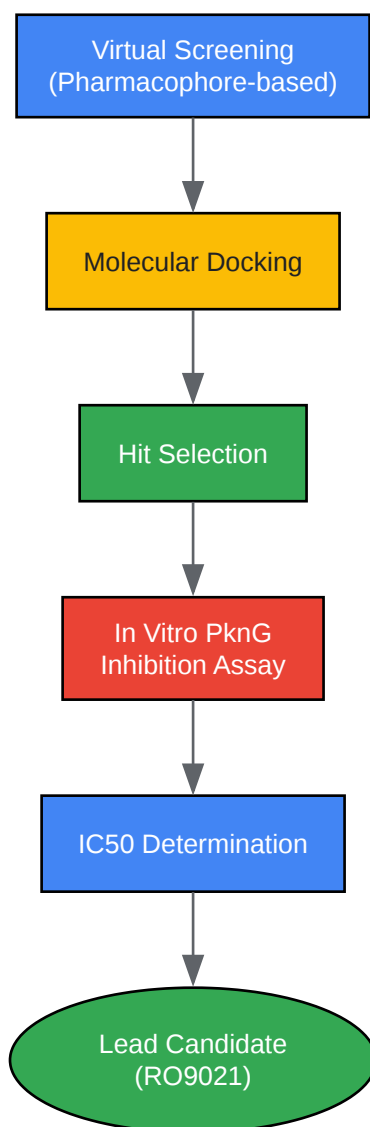 Virtual Screening
(Pharmacophore-based)
Molecular Docking
Hit Selection
In Vitro PknG
Inhibition Assay
IC50 Determination
Lead Candidate
(RO9021)